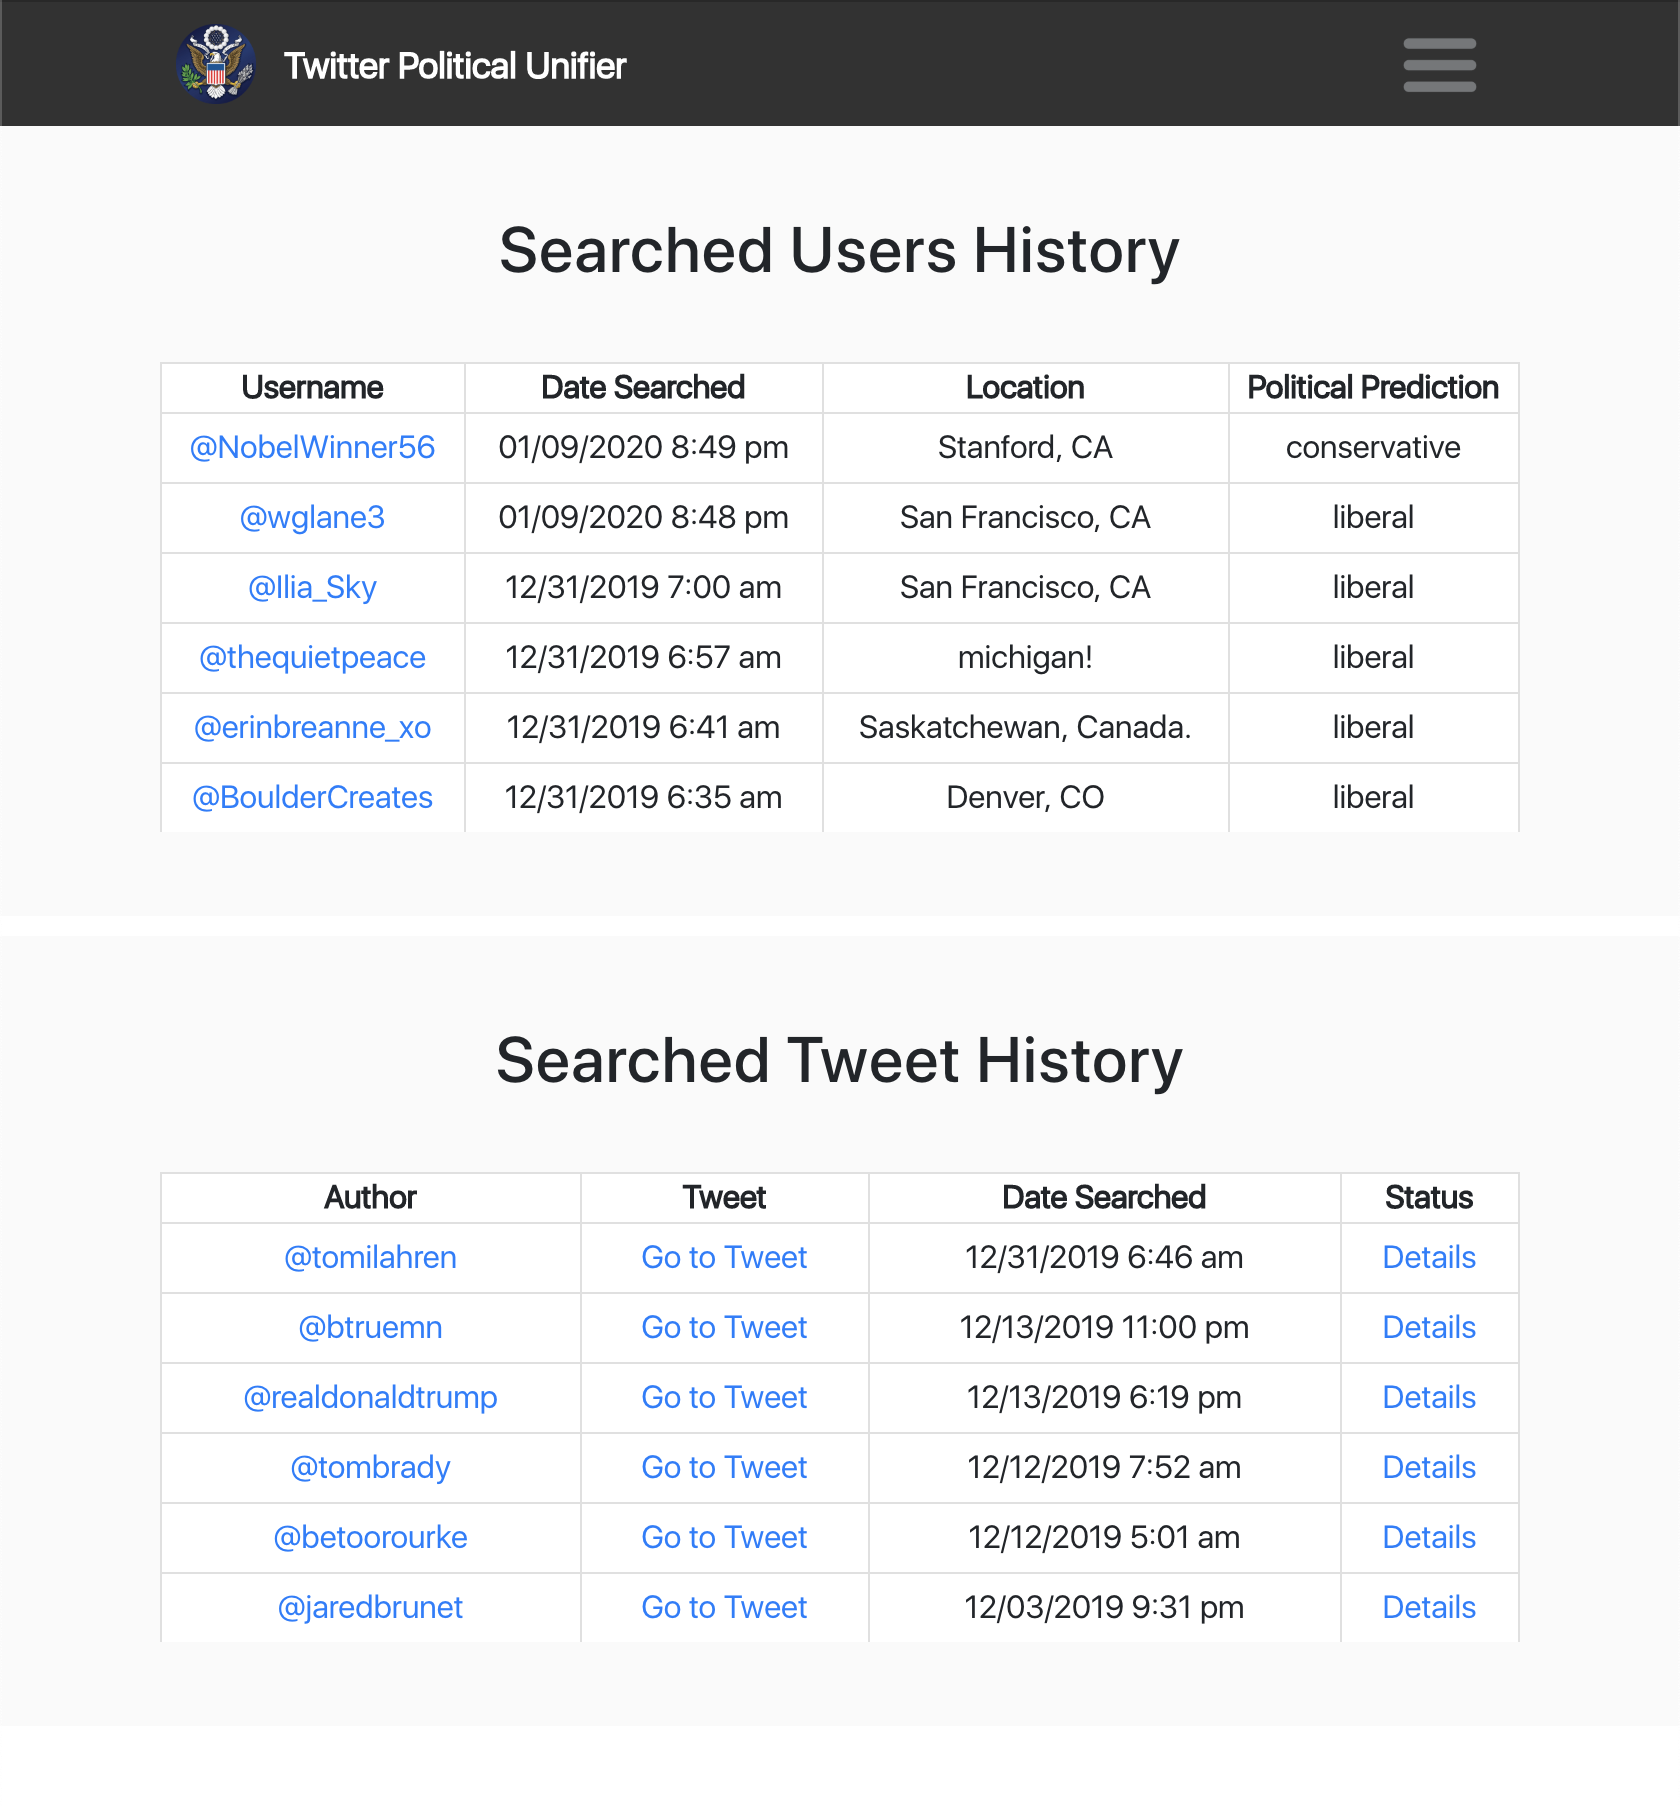 Twitter Political Unifier
Searched Users History
Username Date Searched Location Political Prediction
@NobelWinner56 01/09/2020 8:49 pm Stanford, CA conservative
@wglane3 01/09/2020 8:48 pm San Francisco, CA liberal
@Ilia_Sky 12/31/2019 7:00 am San Francisco, CA liberal
@thequietpeace 12/31/2019 6:57 am michigan! liberal
@erinbreanne_xo 12/31/2019 6:41 am Saskatchewan, Canada. liberal
@BoulderCreates 12/31/2019 6:35 am Denver, CO liberal
Searched Tweet History
Author Tweet Date Searched Status
@tomilahren Go to Tweet 12/31/2019 6:46 am Details
@btruemn Go to Tweet 12/13/2019 11:00 pm Details
@realdonaldtrump Go to Tweet 12/13/2019 6:19 pm Details
@tombrady Go to Tweet 12/12/2019 7:52 am Details
@betoorourke Go to Tweet 12/12/2019 5:01 am Details
@jaredbrunet Go to Tweet 12/03/2019 9:31 pm Details